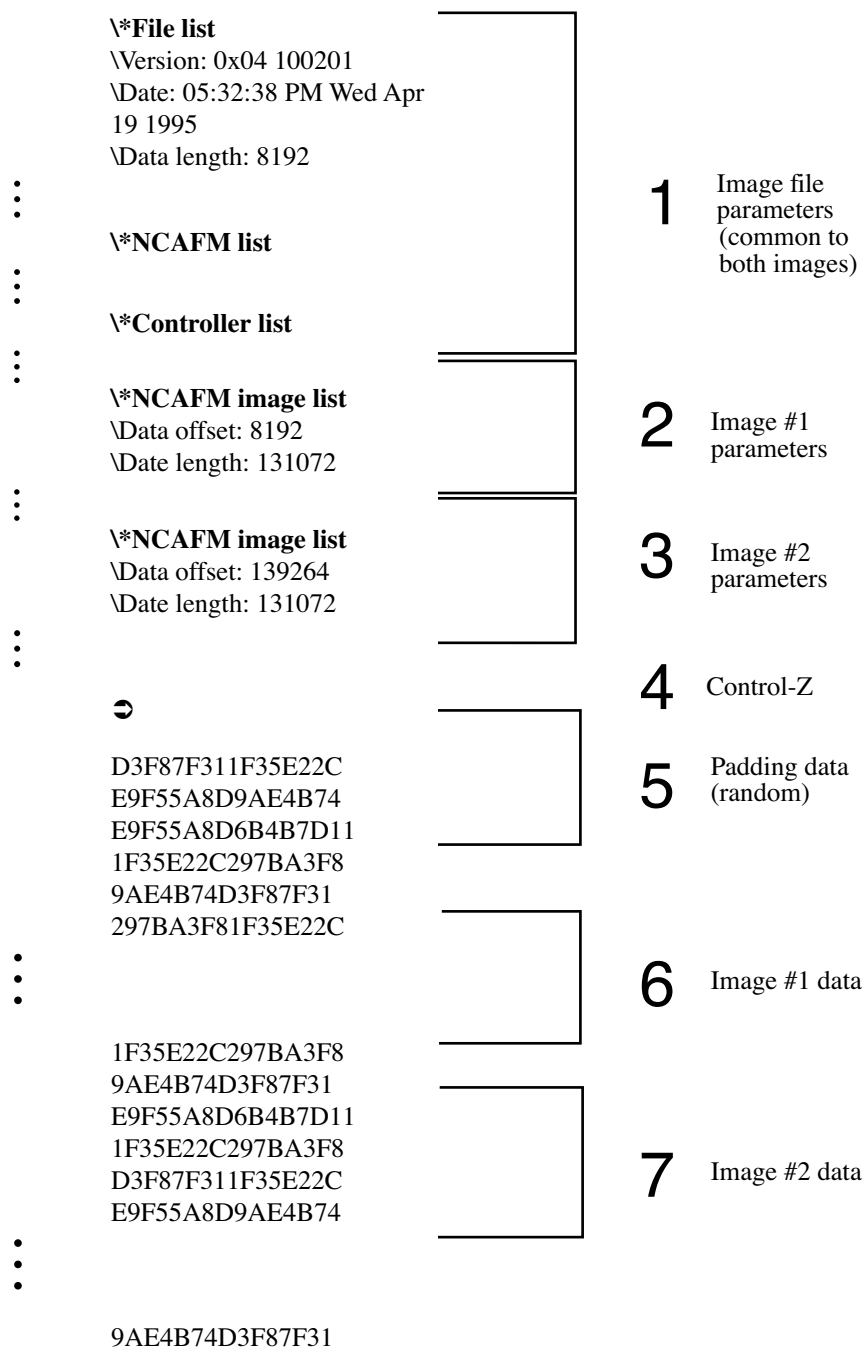 \*File list
\Version: 0x04 100201
\Date: 05:32:38 PM Wed Apr
19 1995
\Data length: 8192
1
Image file
parameters
(common to
both images)
\*NCAFM list
\*Controller list
\*NCAFM image list
\Data offset: 8192
\Date length: 131072
2
Image #1
parameters
\*NCAFM image list
\Data offset: 139264
\Date length: 131072
3
Image #2
parameters
4
Control-Z
➲
D3F87F311F35E22C
E9F55A8D9AE4B74
E9F55A8D6B4B7D11
1F35E22C297BA3F8
9AE4B74D3F87F31
297BA3F81F35E22C
5
Padding data
(random)
6
Image #1 data
1F35E22C297BA3F8
9AE4B74D3F87F31
E9F55A8D6B4B7D11
1F35E22C297BA3F8
D3F87F311F35E22C
E9F55A8D9AE4B74
7
Image #2 data
9AE4B74D3F87F31